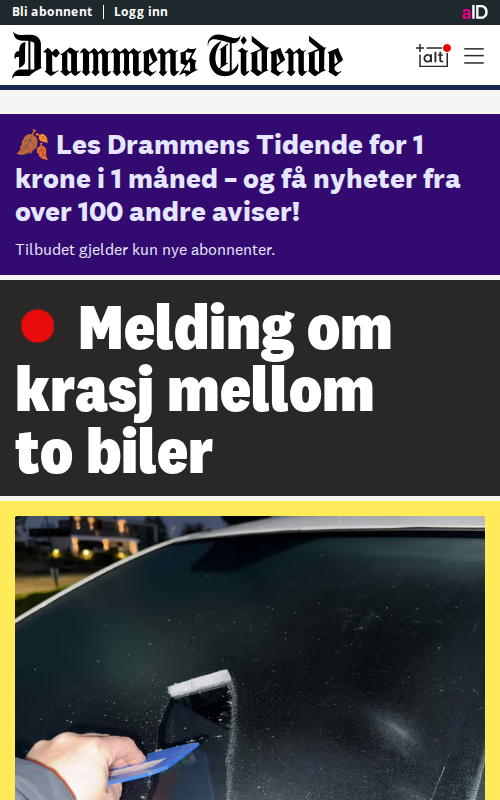 Bli abonnent | Logg inn
aID
Drammens Tidende
+alt
🍂 Les Drammens Tidende for 1
krone i 1 måned – og få nyheter fra
over 100 andre aviser!
Tilbudet gjelder kun nye abonnenter.
Melding om
krasj mellom
to biler